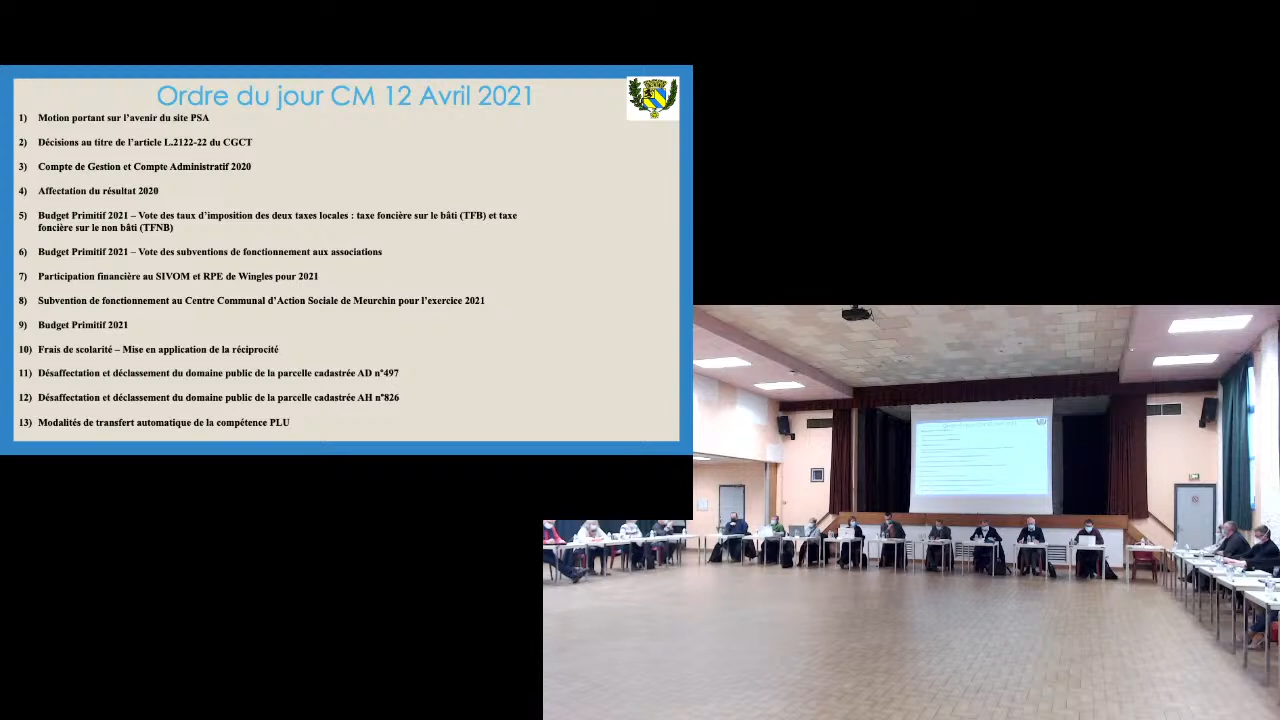 Ordre du jour CM 12 Avril 2021
1) Motion portant sur l'avenir du site PSA
2) Décisions au titre de l'article L.2122-22 du CGCT
3) Compte de Gestion et Compte Administratif 2020
4) Affectation du résultat 2020
5) Budget Primitif 2021 – Vote des taux d'imposition des deux taxes locales : taxe foncière sur le bâti (TFB) et taxe
foncière sur le non bâti (TFNB)
6) Budget Primitif 2021 – Vote des subventions de fonctionnement aux associations
7) Participation financière au SIVOM et RPE de Wingles pour 2021
8) Subvention de fonctionnement au Centre Communal d'Action Sociale de Meurchin pour l'exercice 2021
9) Budget Primitif 2021
10) Frais de scolarité – Mise en application de la réciprocité
11) Désaffectation et déclassement du domaine public de la parcelle cadastrée AD n°497
12) Désaffectation et déclassement du domaine public de la parcelle cadastrée AH n°826
13) Modalités de transfert automatique de la compétence PLU